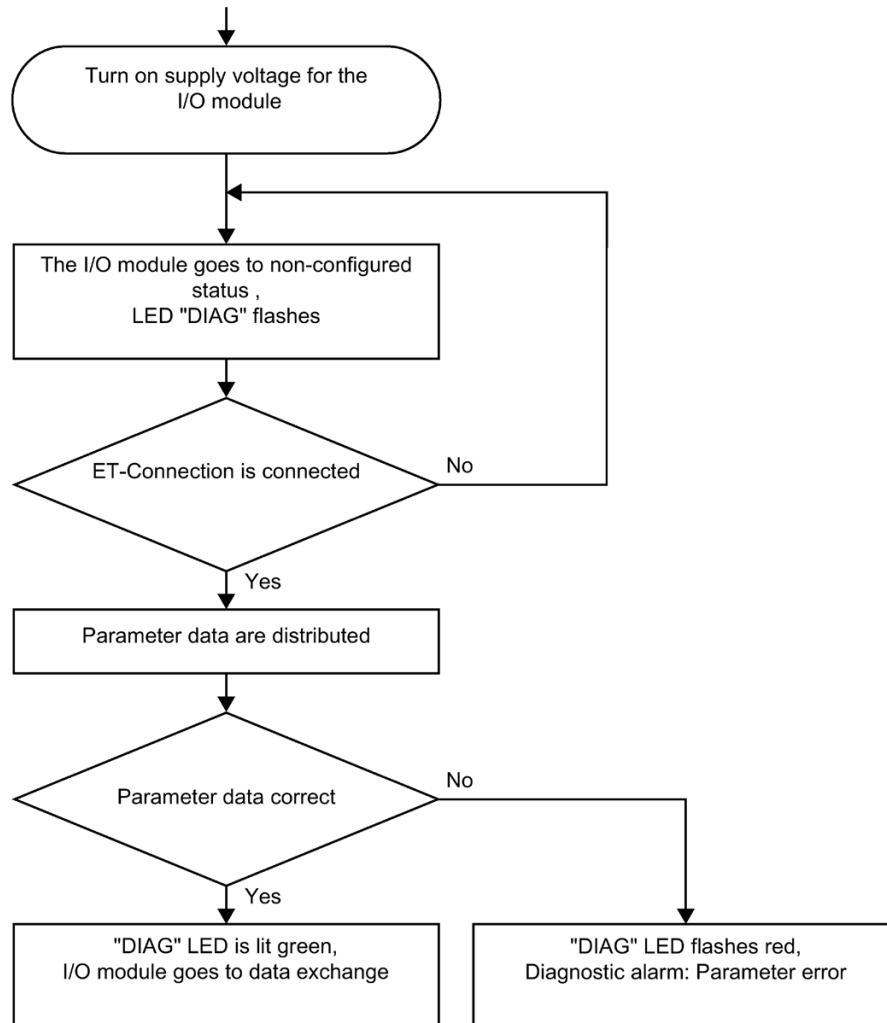 Turn on supply voltage for the
I/O module
The I/O module goes to non-configured
status ,
LED "DIAG" flashes
ET-Connection is connected
No
Yes
Parameter data are distributed
Parameter data correct
No
Yes
"DIAG" LED is lit green,
I/O module goes to data exchange
"DIAG" LED flashes red,
Diagnostic alarm: Parameter error